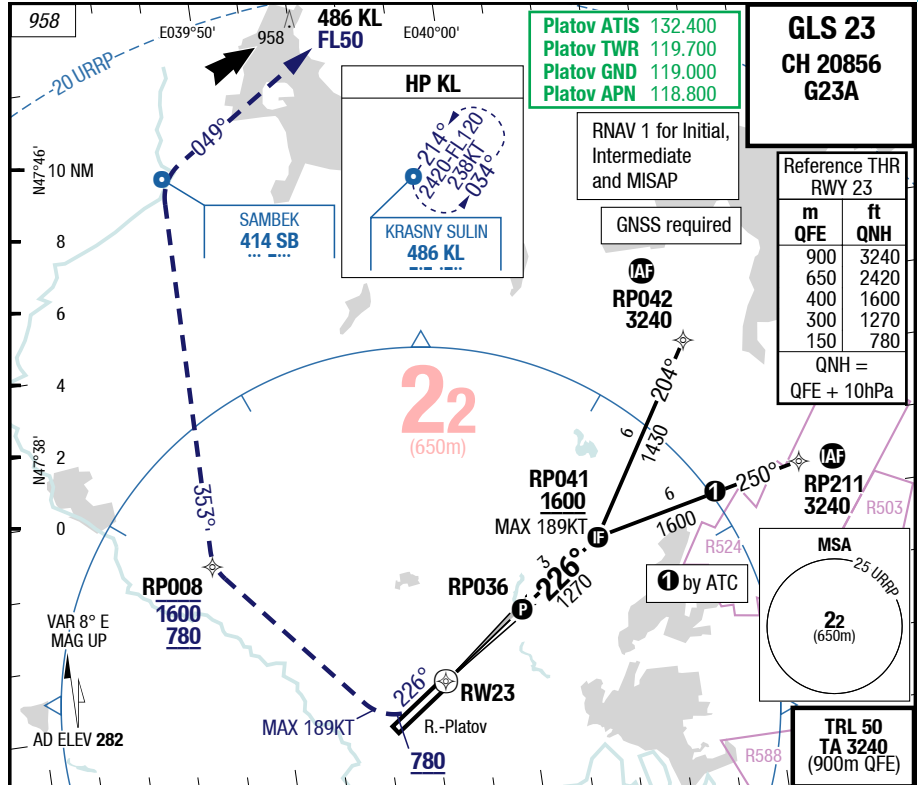 958
E039°50'
486 KL
FL50
958
E040°00'
20 URRP
049°
Platov ATIS 132.400
Platov TWR 119.700
Platov GND 119.000
Platov APN 118.800
GLS 23
CH 20856
G23A
HP KL
214°
2420-FL120
238KT
034°
KRASNY SULIN
486 KL
RNAV 1 for Initial,
Intermediate
and MISAP
GNSS required
Reference THR
RWY 23
m ft
QFE QNH
900 3240
650 2420
400 1600
300 1270
150 780
QNH =
QFE + 10hPa
N47°46'
10 NM
8
6
4
2
0
N47°38'
SAMBEK
414 SB
IAF
RP042
3240
204°
6
1430
22
(650m)
RP041
1600
MAX 189KT
IF
6
1600
1
250°
IAF
RP211
3240
R503
R524
353°
RP008
1600
780
RP036
P
3
226°
1270
1 by ATC
MSA
25 URRP
22
(650m)
VAR 8° E
MAG UP
AD ELEV 282
MAX 189KT
226°
RW23
R.-Platov
780
R588
TRL 50
TA 3240
(900m QFE)